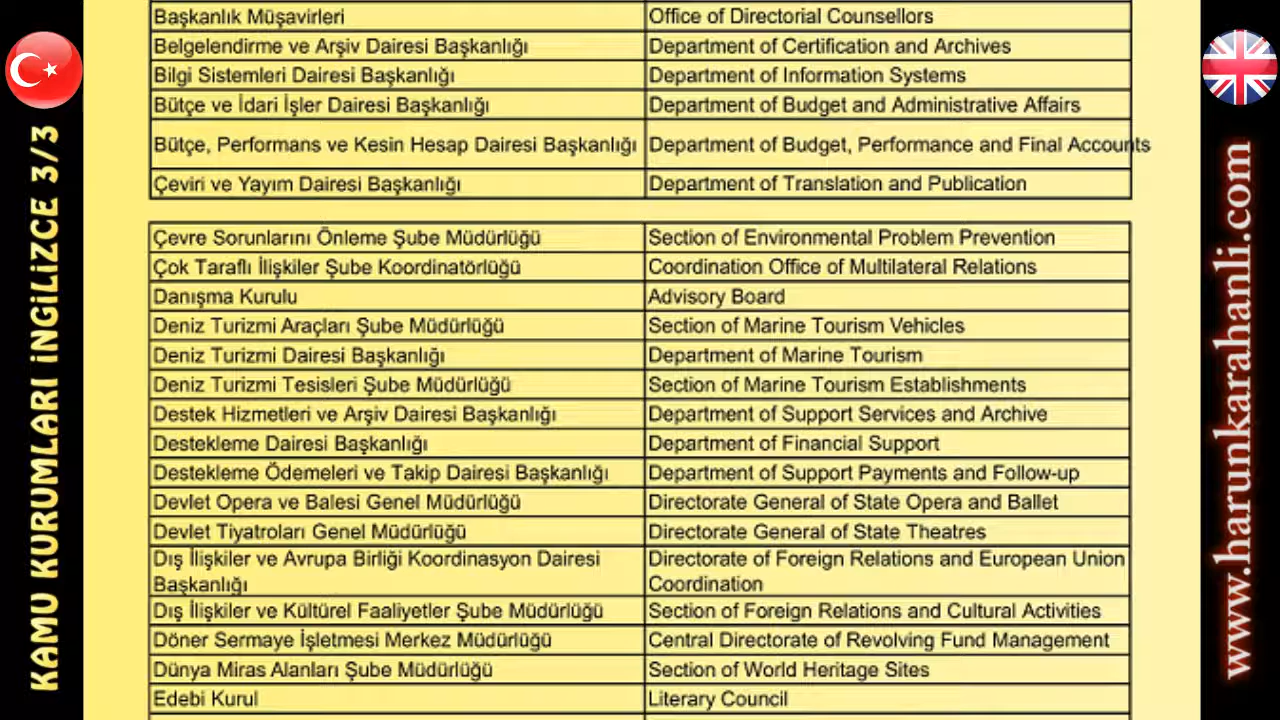 KAMU KURUMLARI İNGİLİZCE 3/3
Başkanlık Müşavirleri Office of Directorial Counsellors
Belgelendirme ve Arşiv Dairesi Başkanlığı Department of Certification and Archives
Bilgi Sistemleri Dairesi Başkanlığı Department of Information Systems
Bütçe ve İdari İşler Dairesi Başkanlığı Department of Budget and Administrative Affairs
Bütçe, Performans ve Kesin Hesap Dairesi Başkanlığı Department of Budget, Performance and Final Accounts
Çeviri ve Yayım Dairesi Başkanlığı Department of Translation and Publication
Çevre Sorunlarını Önleme Şube Müdürlüğü Section of Environmental Problem Prevention
Çok Taraflı İlişkiler Şube Koordinatörlüğü Coordination Office of Multilateral Relations
Danışma Kurulu Advisory Board
Deniz Turizmi Araçları Şube Müdürlüğü Section of Marine Tourism Vehicles
Deniz Turizmi Dairesi Başkanlığı Department of Marine Tourism
Deniz Turizmi Tesisleri Şube Müdürlüğü Section of Marine Tourism Establishments
Destek Hizmetleri ve Arşiv Dairesi Başkanlığı Department of Support Services and Archive
Destekleme Dairesi Başkanlığı Department of Financial Support
Destekleme Ödemeleri ve Takip Dairesi Başkanlığı Department of Support Payments and Follow-up
Devlet Opera ve Balesi Genel Müdürlüğü Directorate General of State Opera and Ballet
Devlet Tiyatroları Genel Müdürlüğü Directorate General of State Theatres
Dış İlişkiler ve Avrupa Birliği Koordinasyon Dairesi
Başkanlığı
Directorate of Foreign Relations and European Union
Coordination
Dış İlişkiler ve Kültürel Faaliyetler Şube Müdürlüğü Section of Foreign Relations and Cultural Activities
Döner Sermaye İşletmesi Merkez Müdürlüğü Central Directorate of Revolving Fund Management
Dünya Miras Alanları Şube Müdürlüğü Section of World Heritage Sites
Edebi Kurul Literary Council
www.harunkarahanli.com